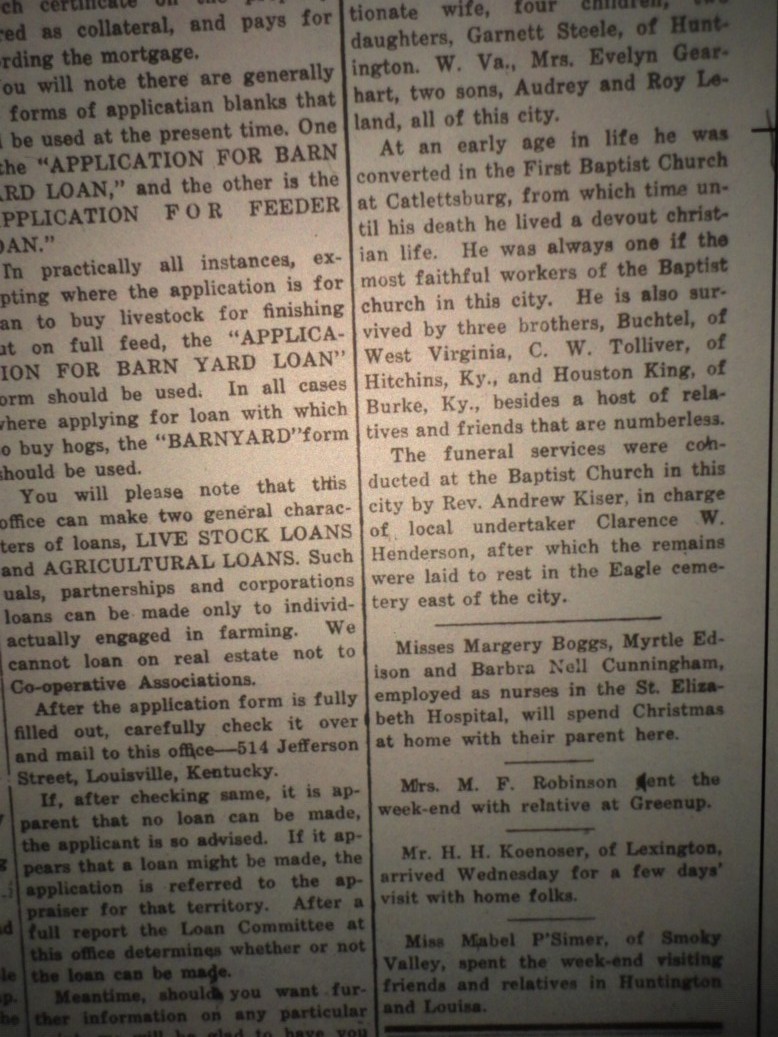 ch certificate on the
red as collateral, and pays for
rding the mortgage.
ou will note there are generally
forms of applicatian blanks that
be used at the present time. One
the "APPLICATION FOR BARN
ARD LOAN," and the other is the
PPLICATION FOR FEEDER
OAN."
In practically all instances, ex-
pting where the application is for
an to buy livestock for finishing
ut on full feed, the "APPLICA-
ION FOR BARN YARD LOAN"
orm should be used. In all cases
where applying for loan with which
o buy hogs, the "BARNYARD"form
should be used.
You will please note that this
office can make two general charac-
ters of loans, LIVE STOCK LOANS
and AGRICULTURAL LOANS. Such
uals, partnerships and corporations
loans can be made only to individ-
actually engaged in farming. We
cannot loan on real estate not to
Co-operative Associations.
After the application form is fully
filled out, carefully check it over
and mail to this office—514 Jefferson
Street, Louisville, Kentucky.
If, after checking same, it is ap-
parent that no loan can be made,
the applicant is so advised. If it ap-
pears that a loan might be made, the
application is referred to the ap-
praiser for that territory. After a
full report the Loan Committee at
this office determines whether or not
the loan can be made.
Meantime, should you want fur-
ther information on any particular
will be glad to have you
tionate wife, four children, two
daughters, Garnett Steele, of Hunt-
ington. W. Va., Mrs. Evelyn Gear-
hart, two sons, Audrey and Roy Le-
land, all of this city.
At an early age in life he was
converted in the First Baptist Church
at Catlettsburg, from which time un-
til his death he lived a devout christ-
ian life. He was always one if the
most faithful workers of the Baptist
church in this city. He is also sur-
vived by three brothers, Buchtel, of
West Virginia, C. W. Tolliver, of
Hitchins, Ky., and Houston King, of
Burke, Ky., besides a host of rela-
tives and friends that are numberless.
The funeral services were con-
ducted at the Baptist Church in this
city by Rev. Andrew Kiser, in charge
of local undertaker Clarence W.
Henderson, after which the remains
were laid to rest in the Eagle ceme-
tery east of the city.
Misses Margery Boggs, Myrtle Ed-
ison and Barbra Nell Cunningham,
employed as nurses in the St. Eliza-
beth Hospital, will spend Christmas
at home with their parent here.
Mrs. M. F. Robinson ent the
week-end with relative at Greenup.
Mr. H. H. Koenoser, of Lexington,
arrived Wednesday for a few days'
visit with home folks.
Miss Mabel P'Simer, of Smoky
Valley, spent the week-end visiting
friends and relatives in Huntington
and Louisa.